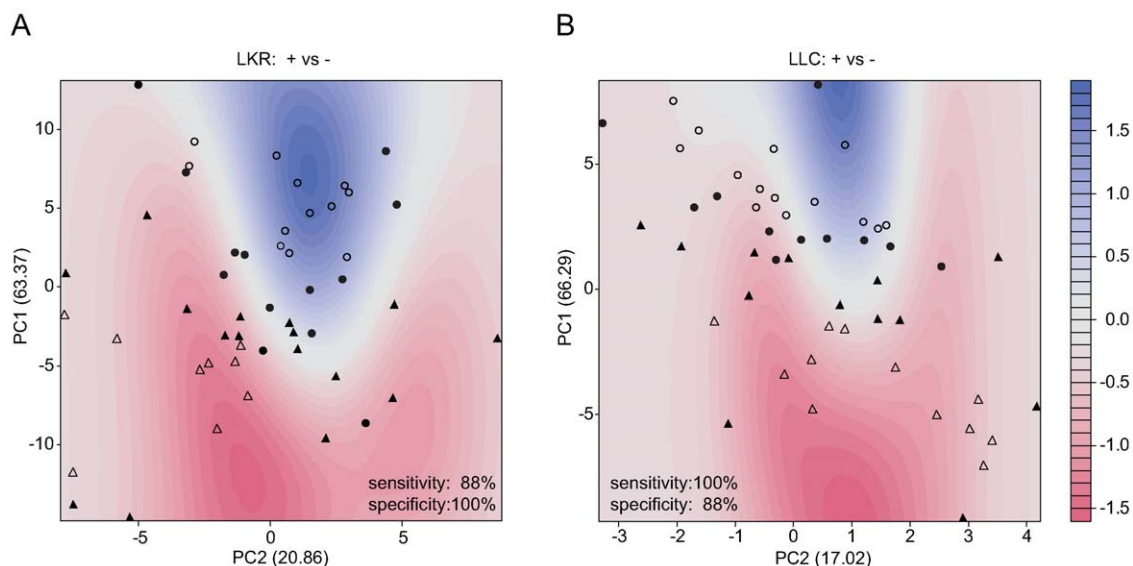 A
LKR: + vs -
10
5
0
-5
-10
PC1 (63.37)
sensitivity: 88%
specificity:100%
-5
0
5
PC2 (20.86)
B
LLC: + vs -
5
0
-5
PC1 (66.29)
sensitivity:100%
specificity: 88%
-3
-2
-1
0
1
2
3
4
PC2 (17.02)
1.5
1.0
0.5
0.0
-0.5
-1.0
-1.5